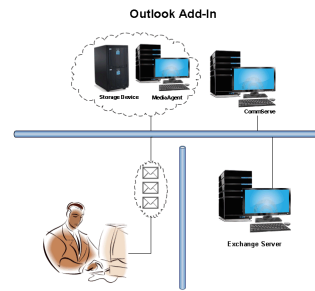 Outlook Add-In
Storage Device
MediaAgent
CommServe
Exchange Server